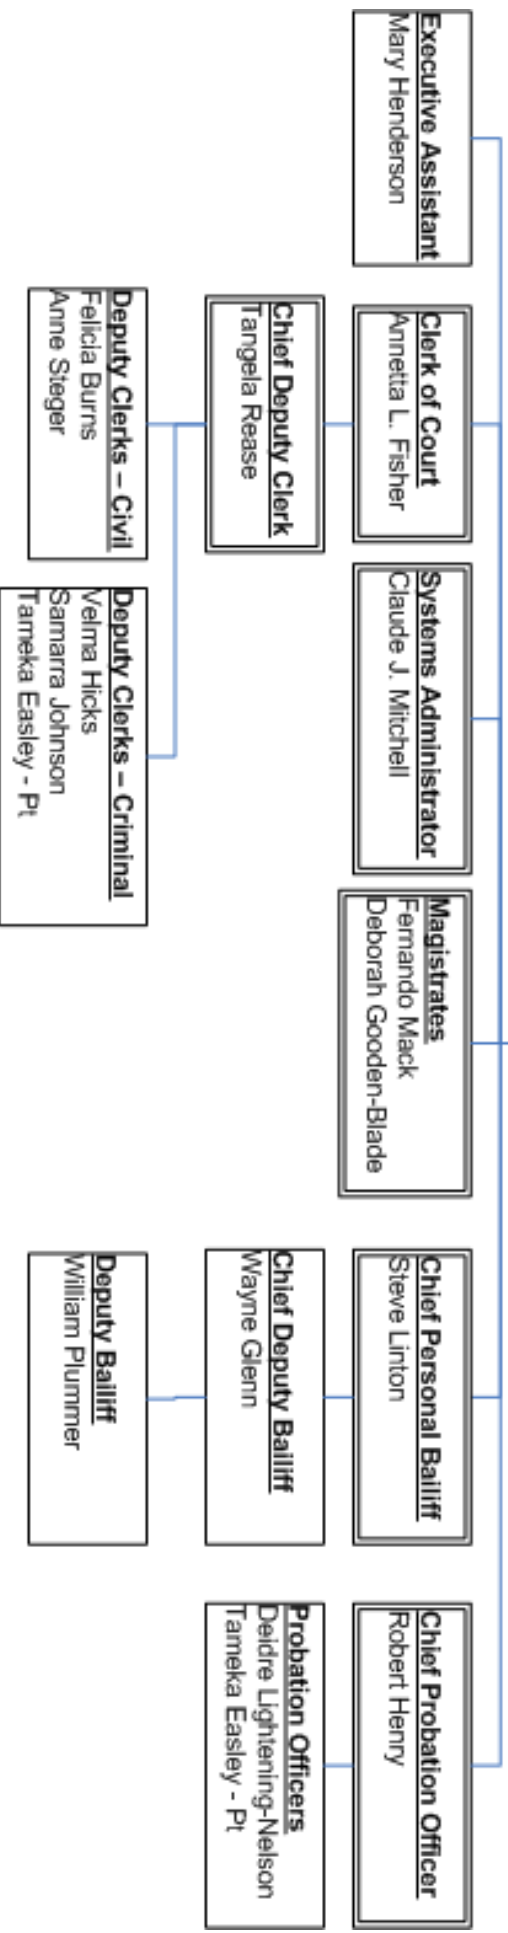 Executive Assistant
Mary Henderson
Clerk of Court
Annetta L. Fisher
Systems Administrator
Claude J. Mitchell
Magistrates
Fernando Mack
Deborah Gooden-Blade
Chief Personal Bailiff
Steve Linton
Chief Probation Officer
Robert Henry
Chief Deputy Clerk
Tangela Rease
Chief Deputy Bailiff
Wayne Glenn
Probation Officers
Deidre Lightening-Nelson
Tameka Easley - Pt
Deputy Clerks – Civil
Felicia Burns
Anne Steger
Deputy Clerks – Criminal
Velma Hicks
Samarra Johnson
Tameka Easley - Pt
Deputy Bailiff
William Plummer